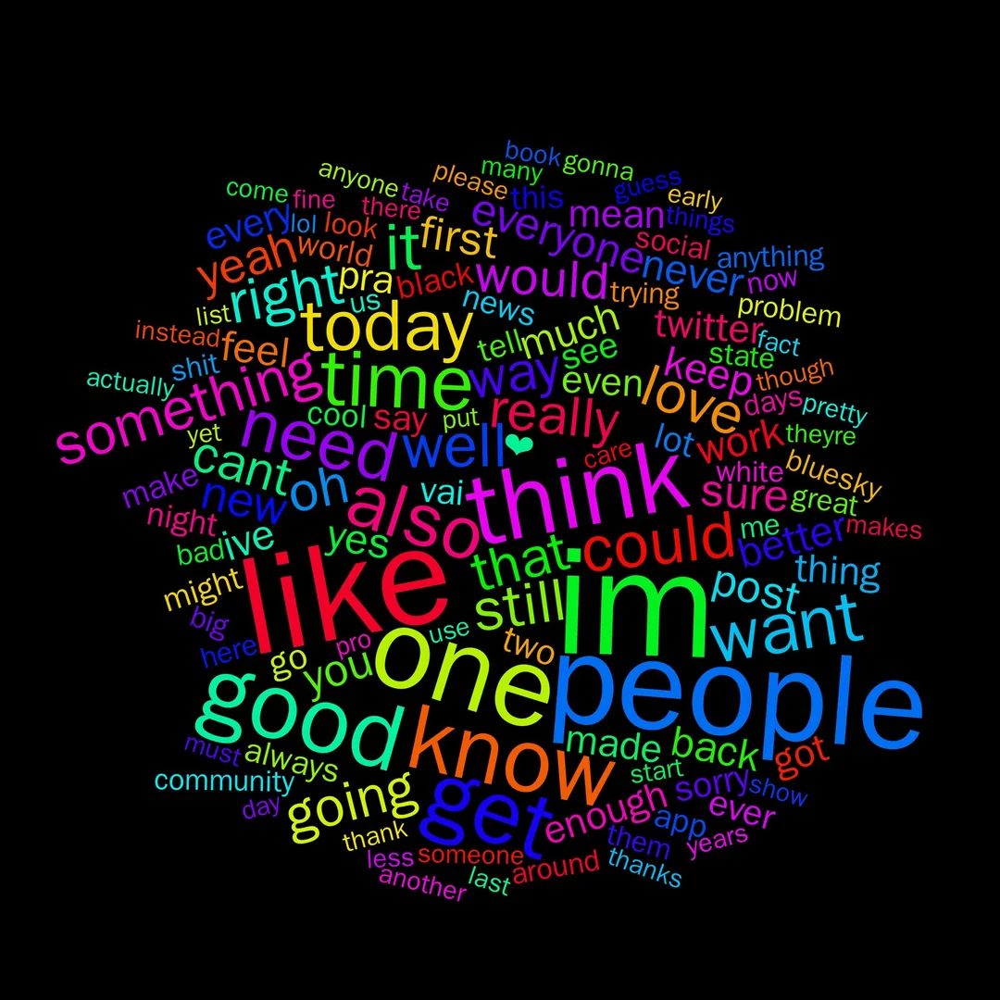 book
gonna
many
anyone
please
guess
come
fine
take
there
this
early
things
every
lol
look
everyone
mean
social
anything
yeah
world
it
first
never
now
right
us
pra
black
would
trying
news
problem
list
today
twitter
fact
instead
feel
tell
much
see
state
though
shit
actually
something
time
way
even
keep
days
pretty
love
yet
cool
say
put
really
lot
work
theyre
need
well
❤
care
white
bluesky
make
cant
oh
vai
think
sure
great
night
new
also
me
makes
bad
ive
yes
that
could
better
thing
might
like
still
im
post
want
big
use
two
here
go
pro
you
one
people
good
know
made
back
got
must
always
start
community
sorry
show
day
going
get
enough
ever
app
thank
them
years
less
someone
around
thanks
another
last